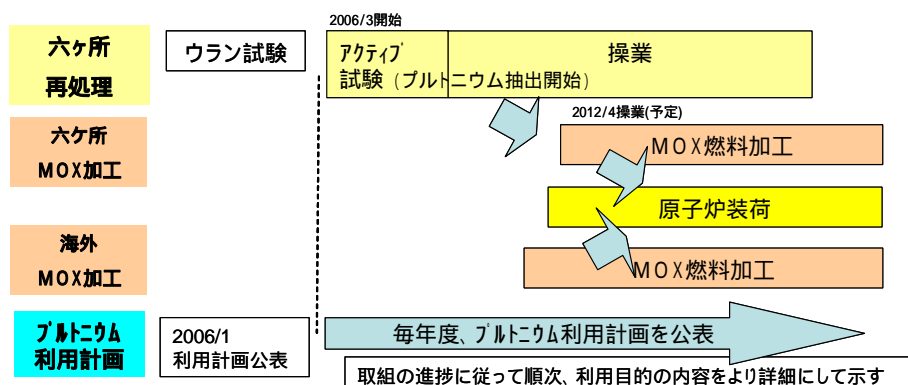 2006/3開始
六ヶ所
再処理
ウラン試験
アクティブ
試験（プルトニウム抽出開始）
操業
2012/4操業(予定)
六ケ所
MOX加工
MOX燃料加工
原子炉装荷
海外
MOX加工
MOX燃料加工
プルトニウム
利用計画
2006/1
利用計画公表
毎年度、プルトニウム利用計画を公表
取組の進捗に従って順次、利用目的の内容をより詳細にして示す